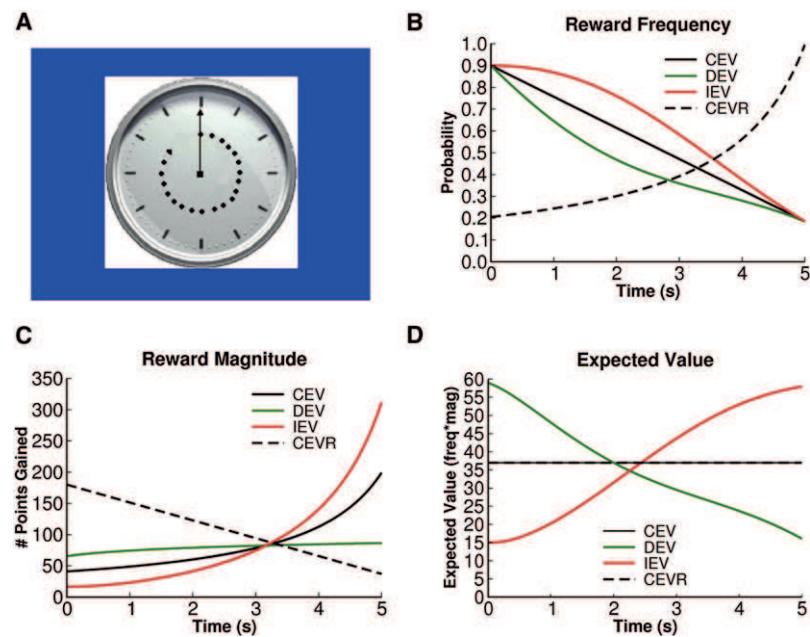 A
B
Reward Frequency
CEV
DEV
IEV
CEVR
Probability
1.0
0.9
0.8
0.7
0.6
0.5
0.4
0.3
0.2
0.1
0.0
0 1 2 3 4 5
Time (s)
C
Reward Magnitude
CEV
DEV
IEV
CEVR
# Points Gained
350
300
250
200
150
100
50
0
0 1 2 3 4 5
Time (s)
D
Expected Value
Expected Value (freq*mag)
60
55
50
45
40
35
30
25
20
15
10
5
0
CEV
DEV
IEV
CEVR
0 1 2 3 4 5
Time (s)